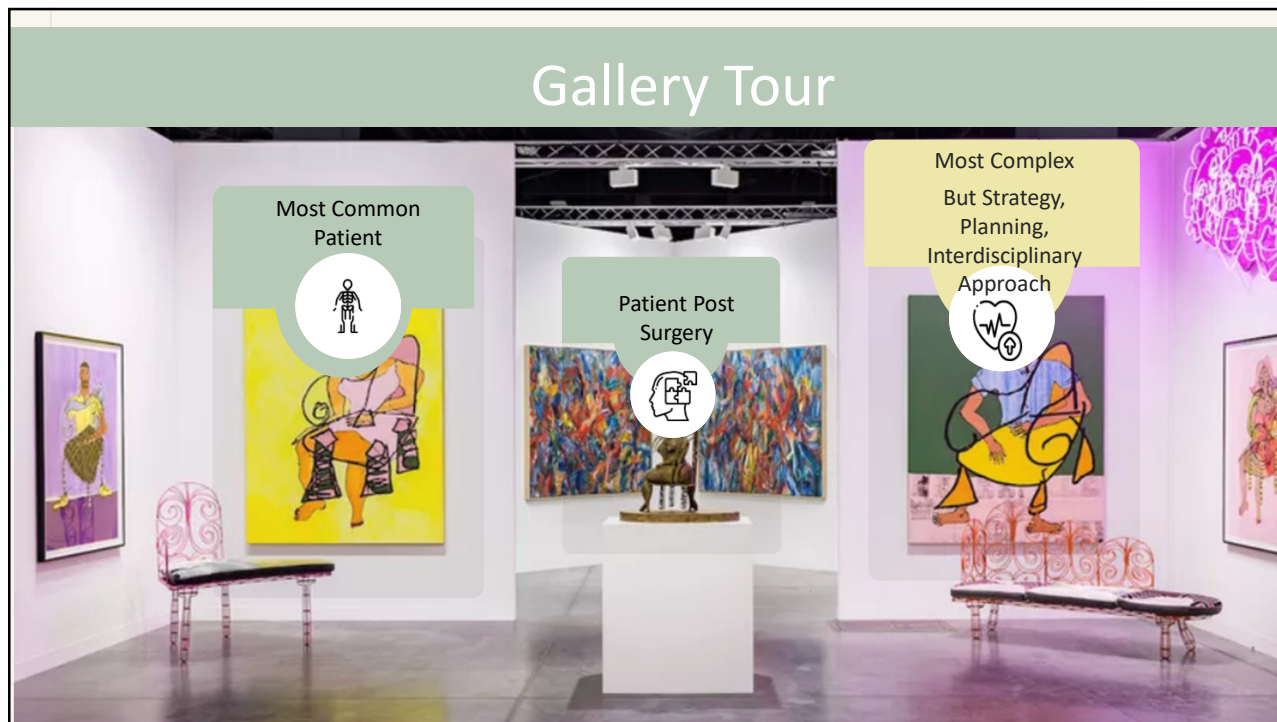 Gallery Tour
Most Common
Patient
Patient Post
Surgery
Most Complex
But Strategy,
Planning,
Interdisciplinary
Approach